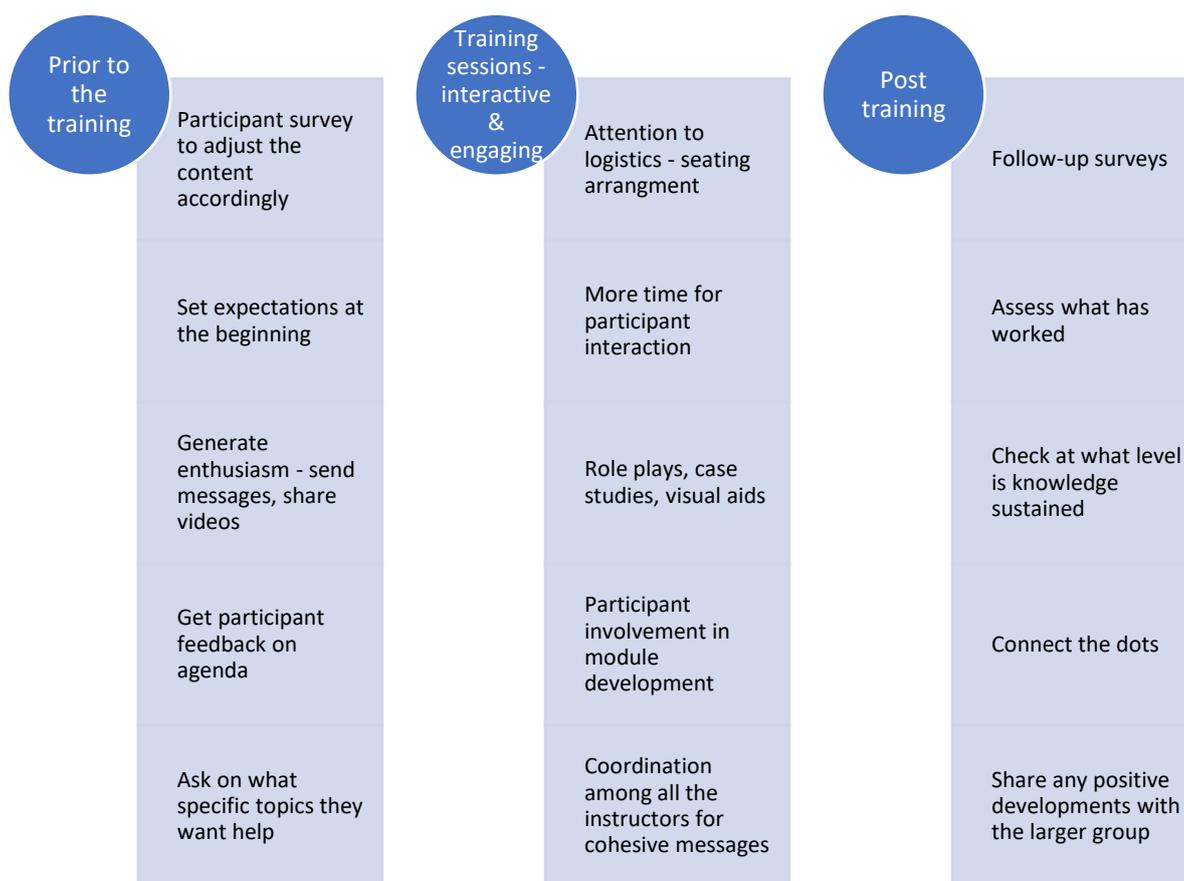 Prior to
the
training
Participant survey
to adjust the
content
accordingly
Set expectations at
the beginning
Generate
enthusiasm - send
messages, share
videos
Get participant
feedback on
agenda
Ask on what
specific topics they
want help
Training
sessions -
interactive
&
engaging
Attention to
logistics - seating
arrangment
More time for
participant
interaction
Role plays, case
studies, visual aids
Participant
involvement in
module
development
Coordination
among all the
instructors for
cohesive messages
Post
training
Follow-up surveys
Assess what has
worked
Check at what level
is knowledge
sustained
Connect the dots
Share any positive
developments with
the larger group